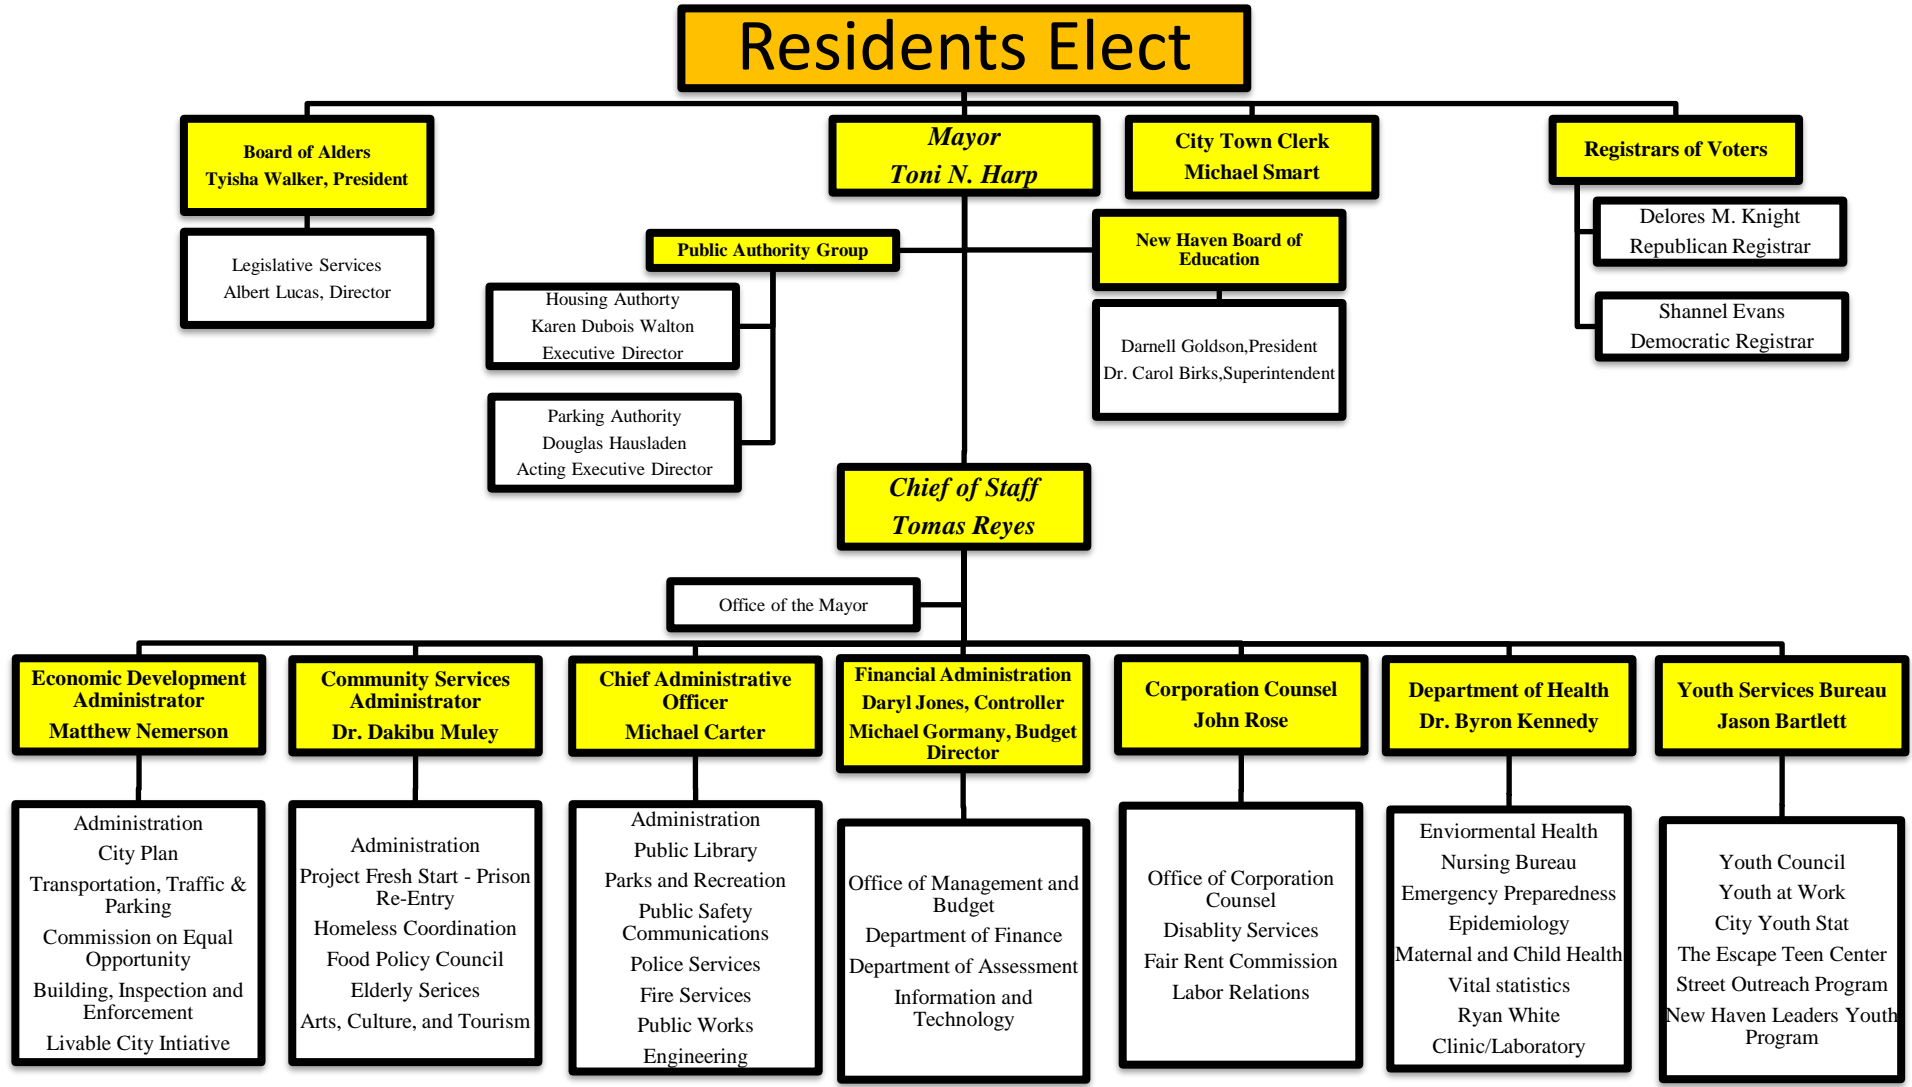 Residents Elect
Board of Alders
Tyisha Walker, President
Mayor
Toni N. Harp
City Town Clerk
Michael Smart
Registrars of Voters
Legislative Services
Albert Lucas, Director
Public Authority Group
New Haven Board of
Education
Delores M. Knight
Republican Registrar
Housing Authorty
Karen Dubois Walton
Executive Director
Darnell Goldson,President
Dr. Carol Birks,Superintendent
Shannel Evans
Democratic Registrar
Parking Authority
Douglas Hausladen
Acting Executive Director
Chief of Staff
Tomas Reyes
Office of the Mayor
Economic Development
Administrator
Matthew Nemerson
Community Services
Administrator
Dr. Dakibu Muley
Chief Administrative
Officer
Michael Carter
Financial Administration
Daryl Jones, Controller
Michael Gormany, Budget
Director
Corporation Counsel
John Rose
Department of Health
Dr. Byron Kennedy
Youth Services Bureau
Jason Bartlett
Administration
City Plan
Transportation, Traffic &
Parking
Commission on Equal
Opportunity
Building, Inspection and
Enforcement
Livable City Intiative
Administration
Project Fresh Start - Prison
Re-Entry
Homeless Coordination
Food Policy Council
Elderly Serices
Arts, Culture, and Tourism
Administration
Public Library
Parks and Recreation
Public Safety
Communications
Police Services
Fire Services
Public Works
Engineering
Office of Management and
Budget
Department of Finance
Department of Assessment
Information and
Technology
Office of Corporation
Counsel
Disablity Services
Fair Rent Commission
Labor Relations
Enviormental Health
Nursing Bureau
Emergency Preparedness
Epidemiology
Maternal and Child Health
Vital statistics
Ryan White
Clinic/Laboratory
Youth Council
Youth at Work
City Youth Stat
The Escape Teen Center
Street Outreach Program
New Haven Leaders Youth
Program